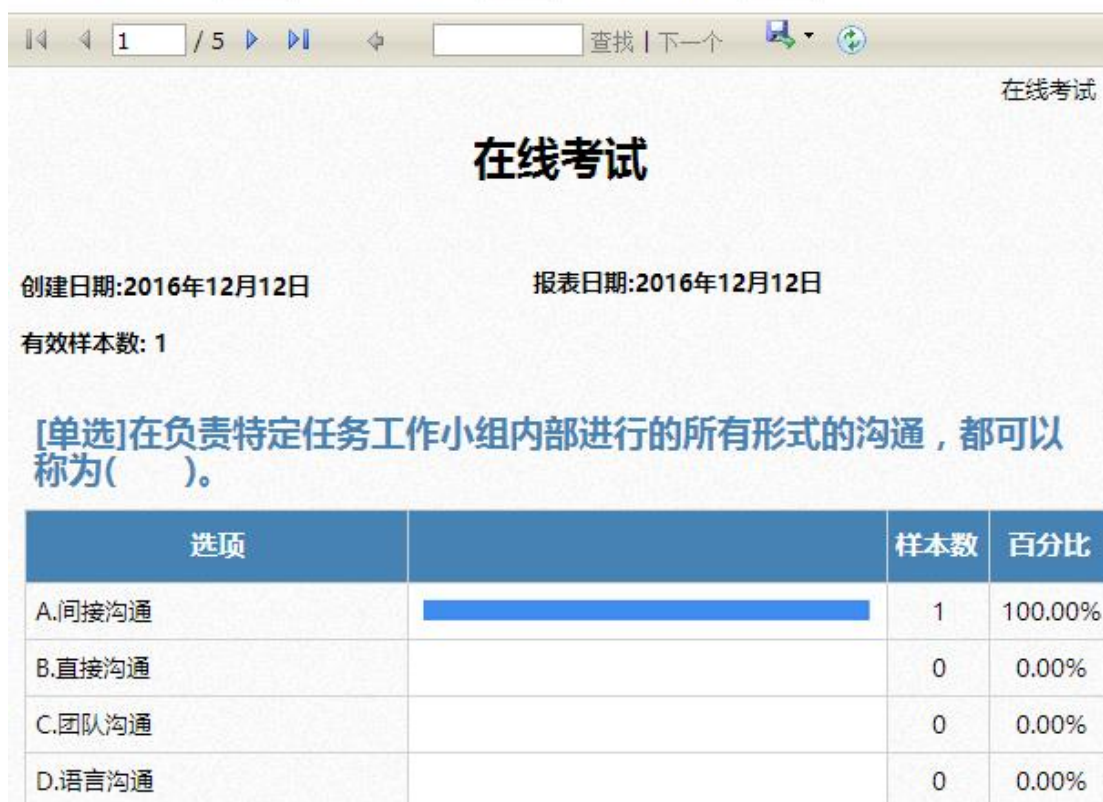 1 / 5 查找 | 下一个
在线考试
在线考试
创建日期:2016年12月12日 报表日期:2016年12月12日
有效样本数: 1
[单选]在负责特定任务工作小组内部进行的所有形式的沟通，都可以
称为( )。
选项 样本数 百分比
A.间接沟通 1 100.00%
B.直接沟通 0 0.00%
C.团队沟通 0 0.00%
D.语言沟通 0 0.00%